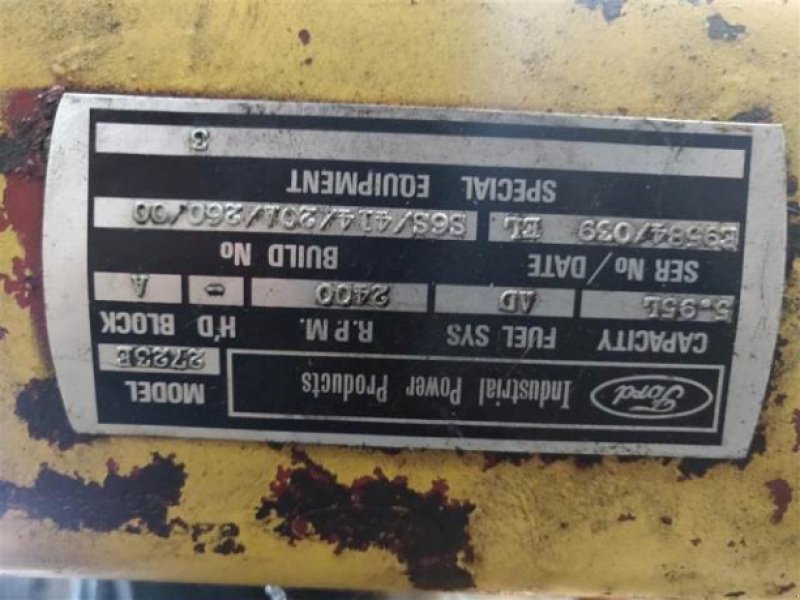 Ford Industrial Power Products MODEL
2723E
CAPACITY FUEL SYS R.P.M. H'D BLOCK
5.95L AD 2400 A
SER No/DATE BUILD No
E9584/039 EL S6S/414/20A/260/00
SPECIAL EQUIPMENT
3